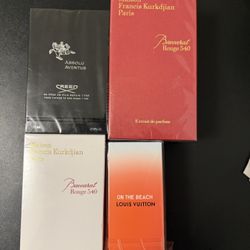 ABSOLU
AVENTUS
CREED
Maison
Francis Kurkdjian
Paris
Baccarat
Rouge 540
Extrait de parfum
Maison
Francis Kurkdjian
Paris
Baccarat
Rouge 540
ON THE BEACH
LOUIS VUITTON